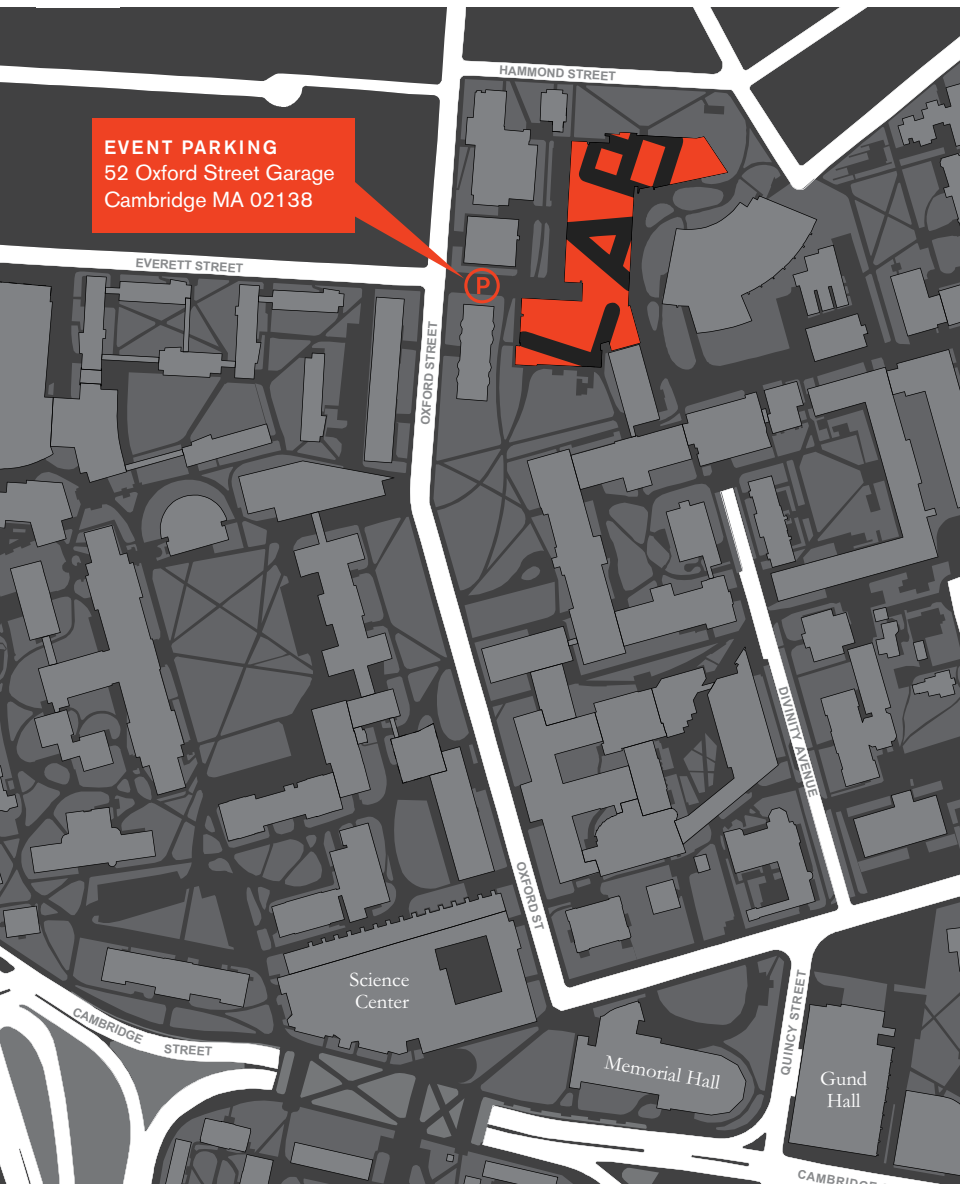 HAMMOND STREET
EVENT PARKING
52 Oxford Street Garage
Cambridge MA 02138
LAB
EVERETT STREET
P
OXFORD STREET
DIVINITY AVENUE
OXFORD ST
Science
Center
CAMBRIDGE STREET
QUINCY STREET
Memorial Hall
Gund
Hall
CAMBRIDGE